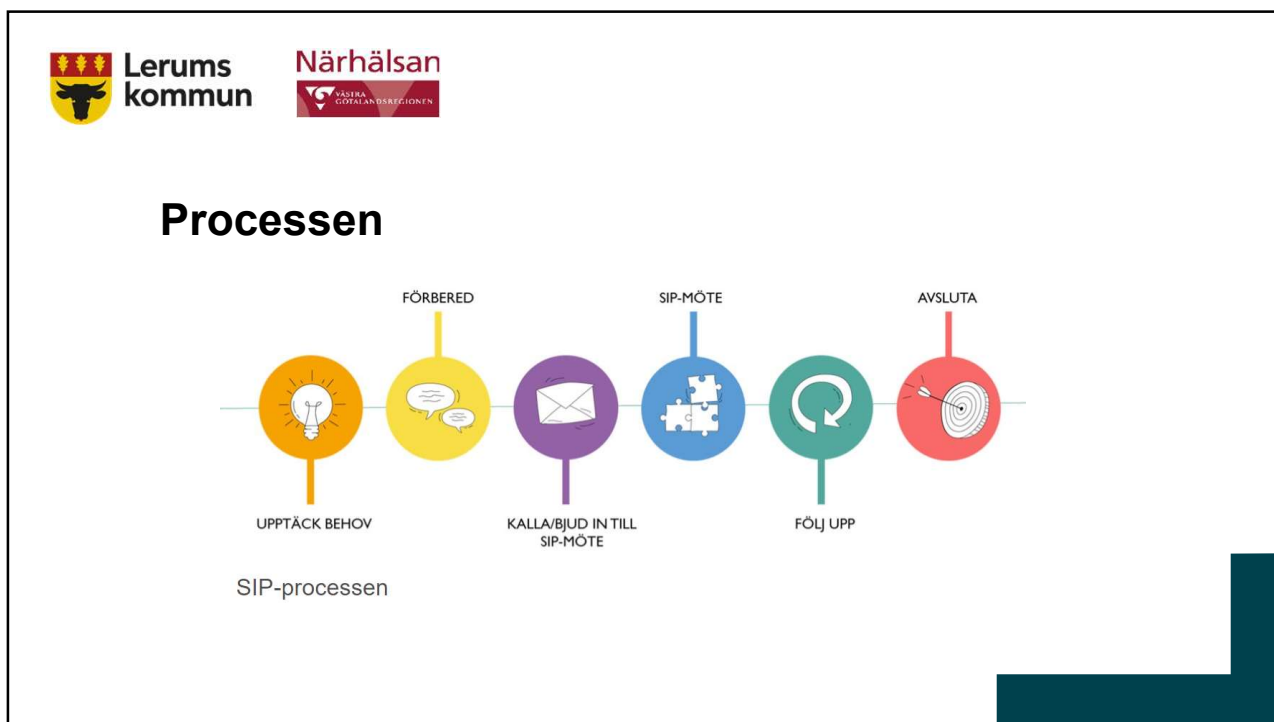 Lerums
kommun
Närhälsan
VÄSTRA
GÖTALANDSREGIONEN
Processen
FÖRBERED
SIP-MÖTE
AVSLUTA
UPPTÄCK BEHOV
KALLA/BJUD IN TILL
SIP-MÖTE
FÖLJ UPP
SIP-processen